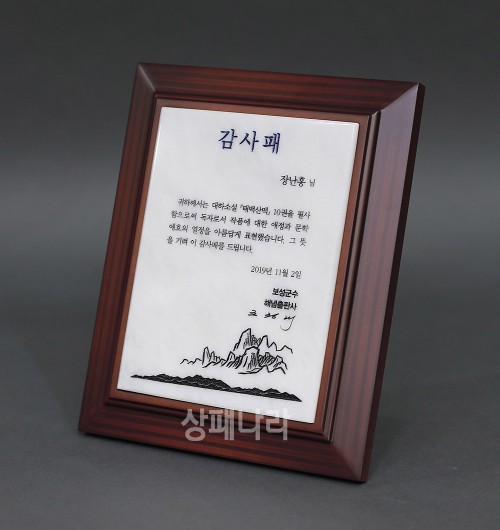 감사패
장난홍 님
귀하께서는 대하소설 『태백산맥』 10권을 필사
함으로써 독자로서 작품에 대한 애정과 문학
애호의 열정을 아름답게 표현했습니다. 그 뜻
을 기려 이 감사패를 드립니다.
2019년 11월 2일
보성군수
해냄출판사
상패나라